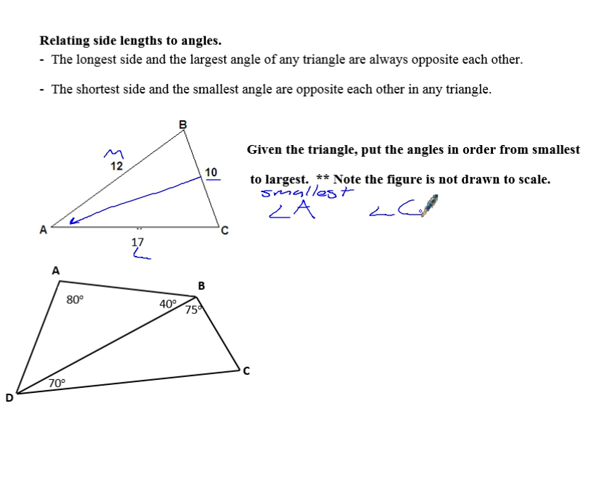 Relating side lengths to angles.
- The longest side and the largest angle of any triangle are always opposite each other.
- The shortest side and the smallest angle are opposite each other in any triangle.
B
Given the triangle, put the angles in order from smallest
M
12
10
to largest. ** Note the figure is not drawn to scale.
smallest
∠A ∠C
A
C
17
L
A
B
80°
40°
75°
C
70°
D